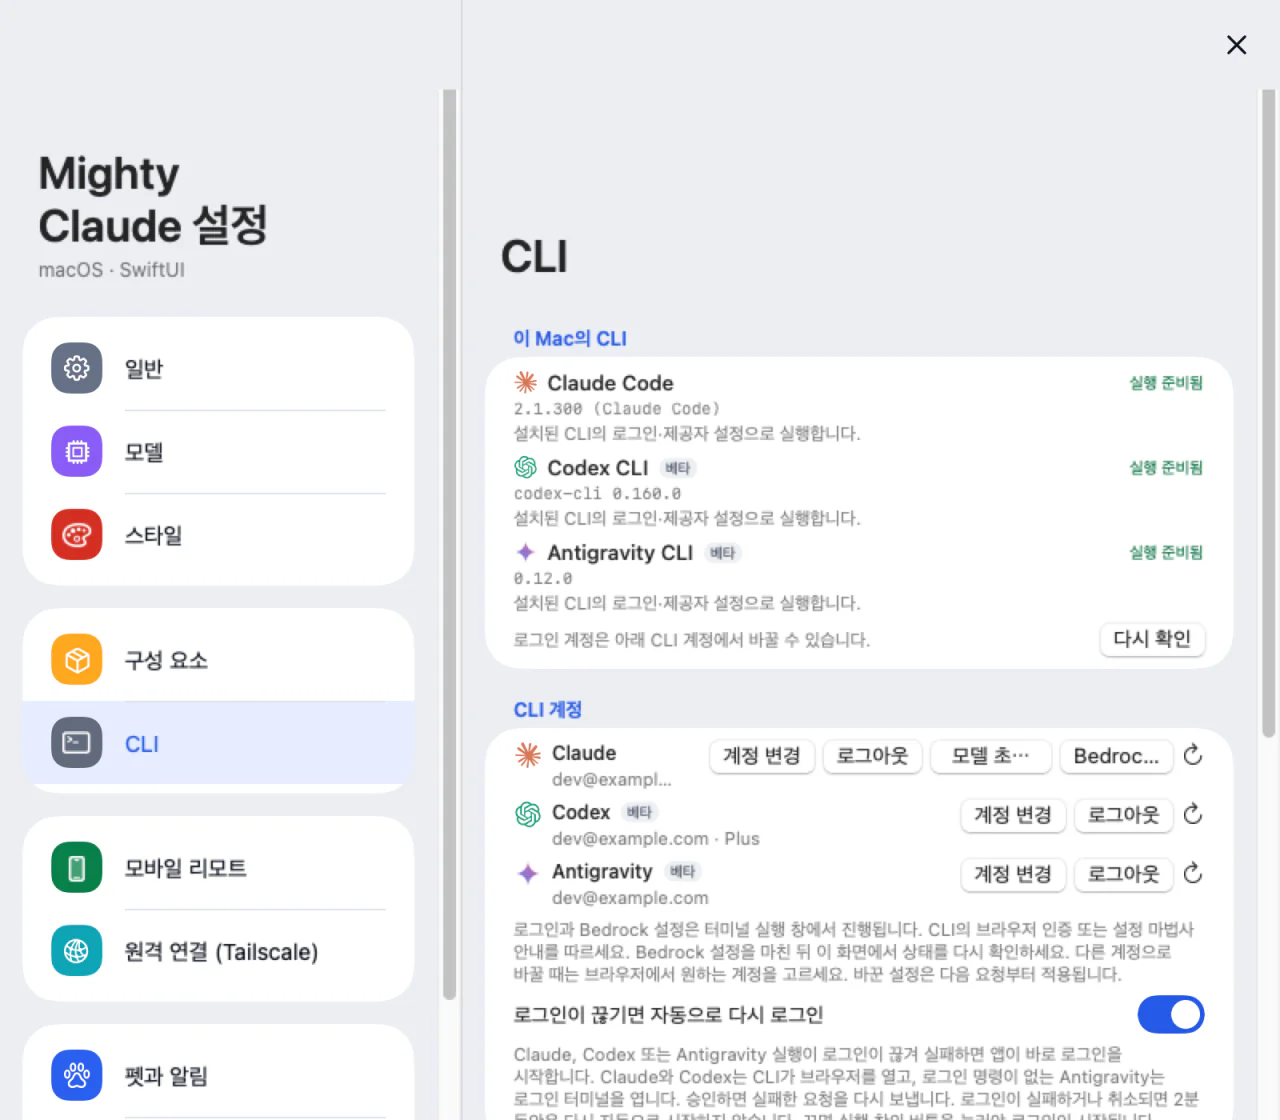 Mighty
Claude 설정
macOS · SwiftUI
일반
모델
스타일
구성 요소
CLI
모바일 리모트
원격 연결 (Tailscale)
펫과 알림
CLI
이 Mac의 CLI
Claude Code 실행 준비됨
2.1.300 (Claude Code)
설치된 CLI의 로그인·제공자 설정으로 실행합니다.
Codex CLI 베타 실행 준비됨
codex-cli 0.160.0
설치된 CLI의 로그인·제공자 설정으로 실행합니다.
Antigravity CLI 베타 실행 준비됨
0.12.0
설치된 CLI의 로그인·제공자 설정으로 실행합니다.
로그인 계정은 아래 CLI 계정에서 바꿀 수 있습니다. 다시 확인
CLI 계정
Claude 계정 변경 로그아웃 모델 초… Bedroc...
dev@exampl...
Codex 베타 계정 변경 로그아웃
dev@example.com · Plus
Antigravity 베타 계정 변경 로그아웃
dev@example.com
로그인과 Bedrock 설정은 터미널 실행 창에서 진행됩니다. CLI의 브라우저 인증 또는 설정 마법사
안내를 따르세요. Bedrock 설정을 마친 뒤 이 화면에서 상태를 다시 확인하세요. 다른 계정으로
바꿀 때는 브라우저에서 원하는 계정을 고르세요. 바꾼 설정은 다음 요청부터 적용됩니다.
로그인이 끊기면 자동으로 다시 로그인
Claude, Codex 또는 Antigravity 실행이 로그인이 끊겨 실패하면 앱이 바로 로그인을
시작합니다. Claude와 Codex는 CLI가 브라우저를 열고, 로그인 명령이 없는 Antigravity는
로그인 터미널을 엽니다. 승인하면 실패한 요청을 다시 보냅니다. 로그인이 실패하거나 취소되면 2분